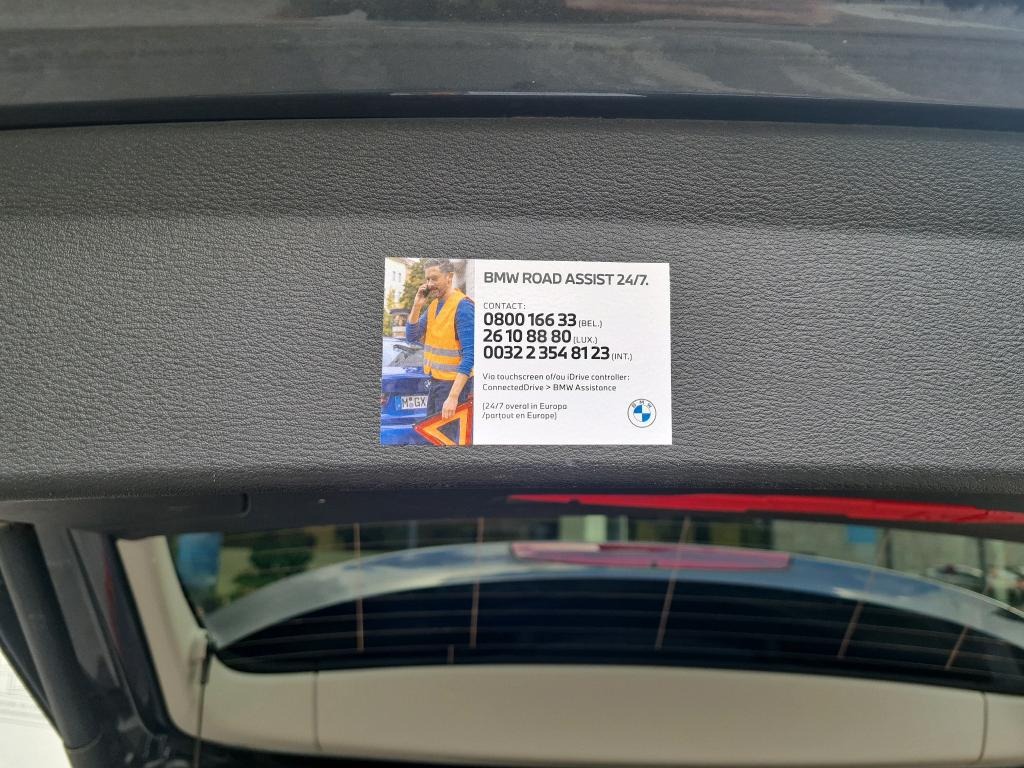 BMW ROAD ASSIST 24/7.
CONTACT:
0800 166 33 (BEL.)
26 10 88 80 (LUX.)
0032 2 354 81 23 (INT.)
Via touchscreen of/ou iDrive controller:
ConnectedDrive > BMW Assistance
(24/7 overal in Europa
/partout en Europe)
BMW
M GX